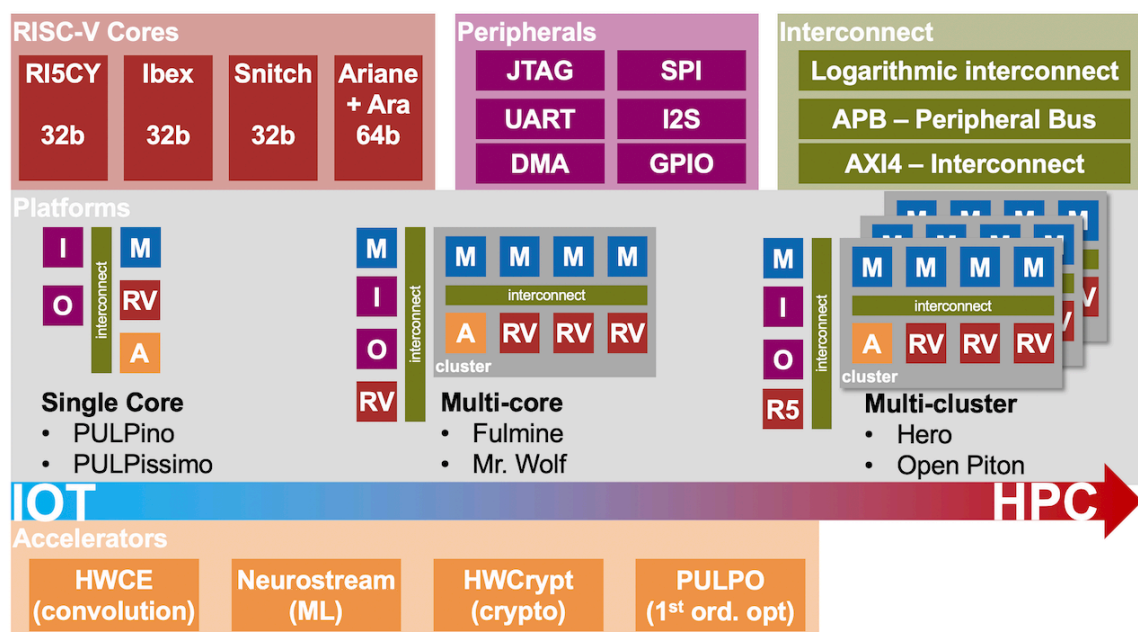 RISC-V Cores
RI5CY
32b
Ibex
32b
Snitch
32b
Ariane
+ Ara
64b
Peripherals
JTAG
SPI
UART
I2S
DMA
GPIO
Interconnect
Logarithmic interconnect
APB – Peripheral Bus
AXI4 – Interconnect
Platforms
I
O
interconnect
M
RV
A
Single Core
• PULPino
• PULPissimo
M
I
O
RV
interconnect
M M M M
interconnect
A RV RV RV
cluster
Multi-core
• Fulmine
• Mr. Wolf
M
I
O
R5
interconnect
M M M M
M M M M
M M M M
interconnect
A RV RV RV
cluster
Multi-cluster
• Hero
• Open Piton
IOT
HPC
Accelerators
HWCE
(convolution)
Neurostream
(ML)
HWCrypt
(crypto)
PULPO
(1st ord. opt)